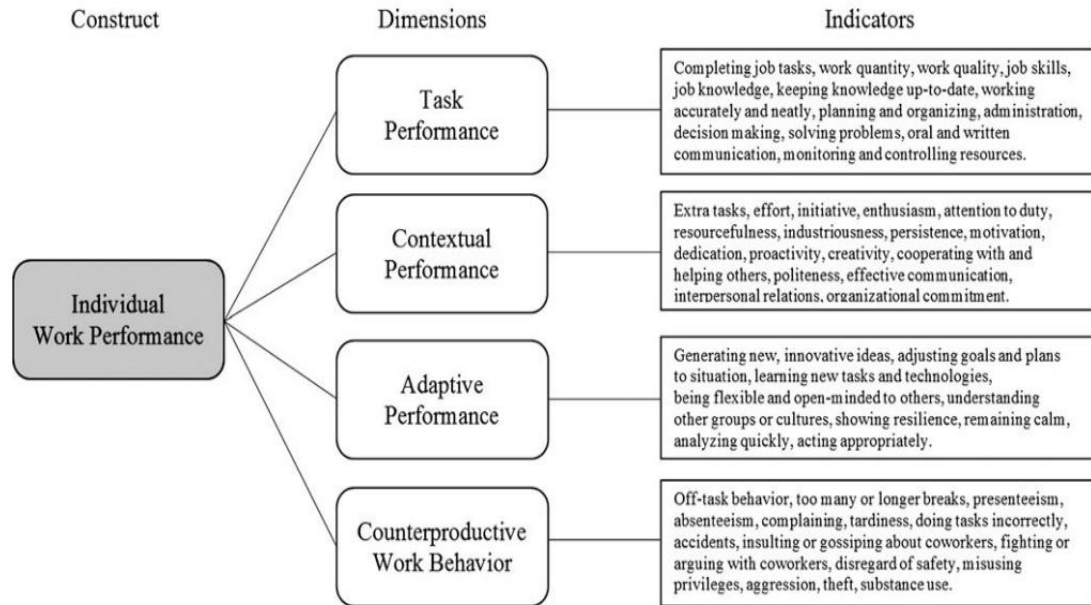 Construct
Dimensions
Indicators
Individual
Work Performance
Task
Performance
Completing job tasks, work quantity, work quality, job skills,
job knowledge, keeping knowledge up-to-date, working
accurately and neatly, planning and organizing, administration,
decision making, solving problems, oral and written
communication, monitoring and controlling resources.
Contextual
Performance
Extra tasks, effort, initiative, enthusiasm, attention to duty,
resourcefulness, industriousness, persistence, motivation,
dedication, proactivity, creativity, cooperating with and
helping others, politeness, effective communication,
interpersonal relations, organizational commitment.
Adaptive
Performance
Generating new, innovative ideas, adjusting goals and plans
to situation, learning new tasks and technologies,
being flexible and open-minded to others, understanding
other groups or cultures, showing resilience, remaining calm,
analyzing quickly, acting appropriately.
Counterproductive
Work Behavior
Off-task behavior, too many or longer breaks, presenteeism,
absenteeism, complaining, tardiness, doing tasks incorrectly,
accidents, insulting or gossiping about coworkers, fighting or
arguing with coworkers, disregard of safety, misusing
privileges, aggression, theft, substance use.